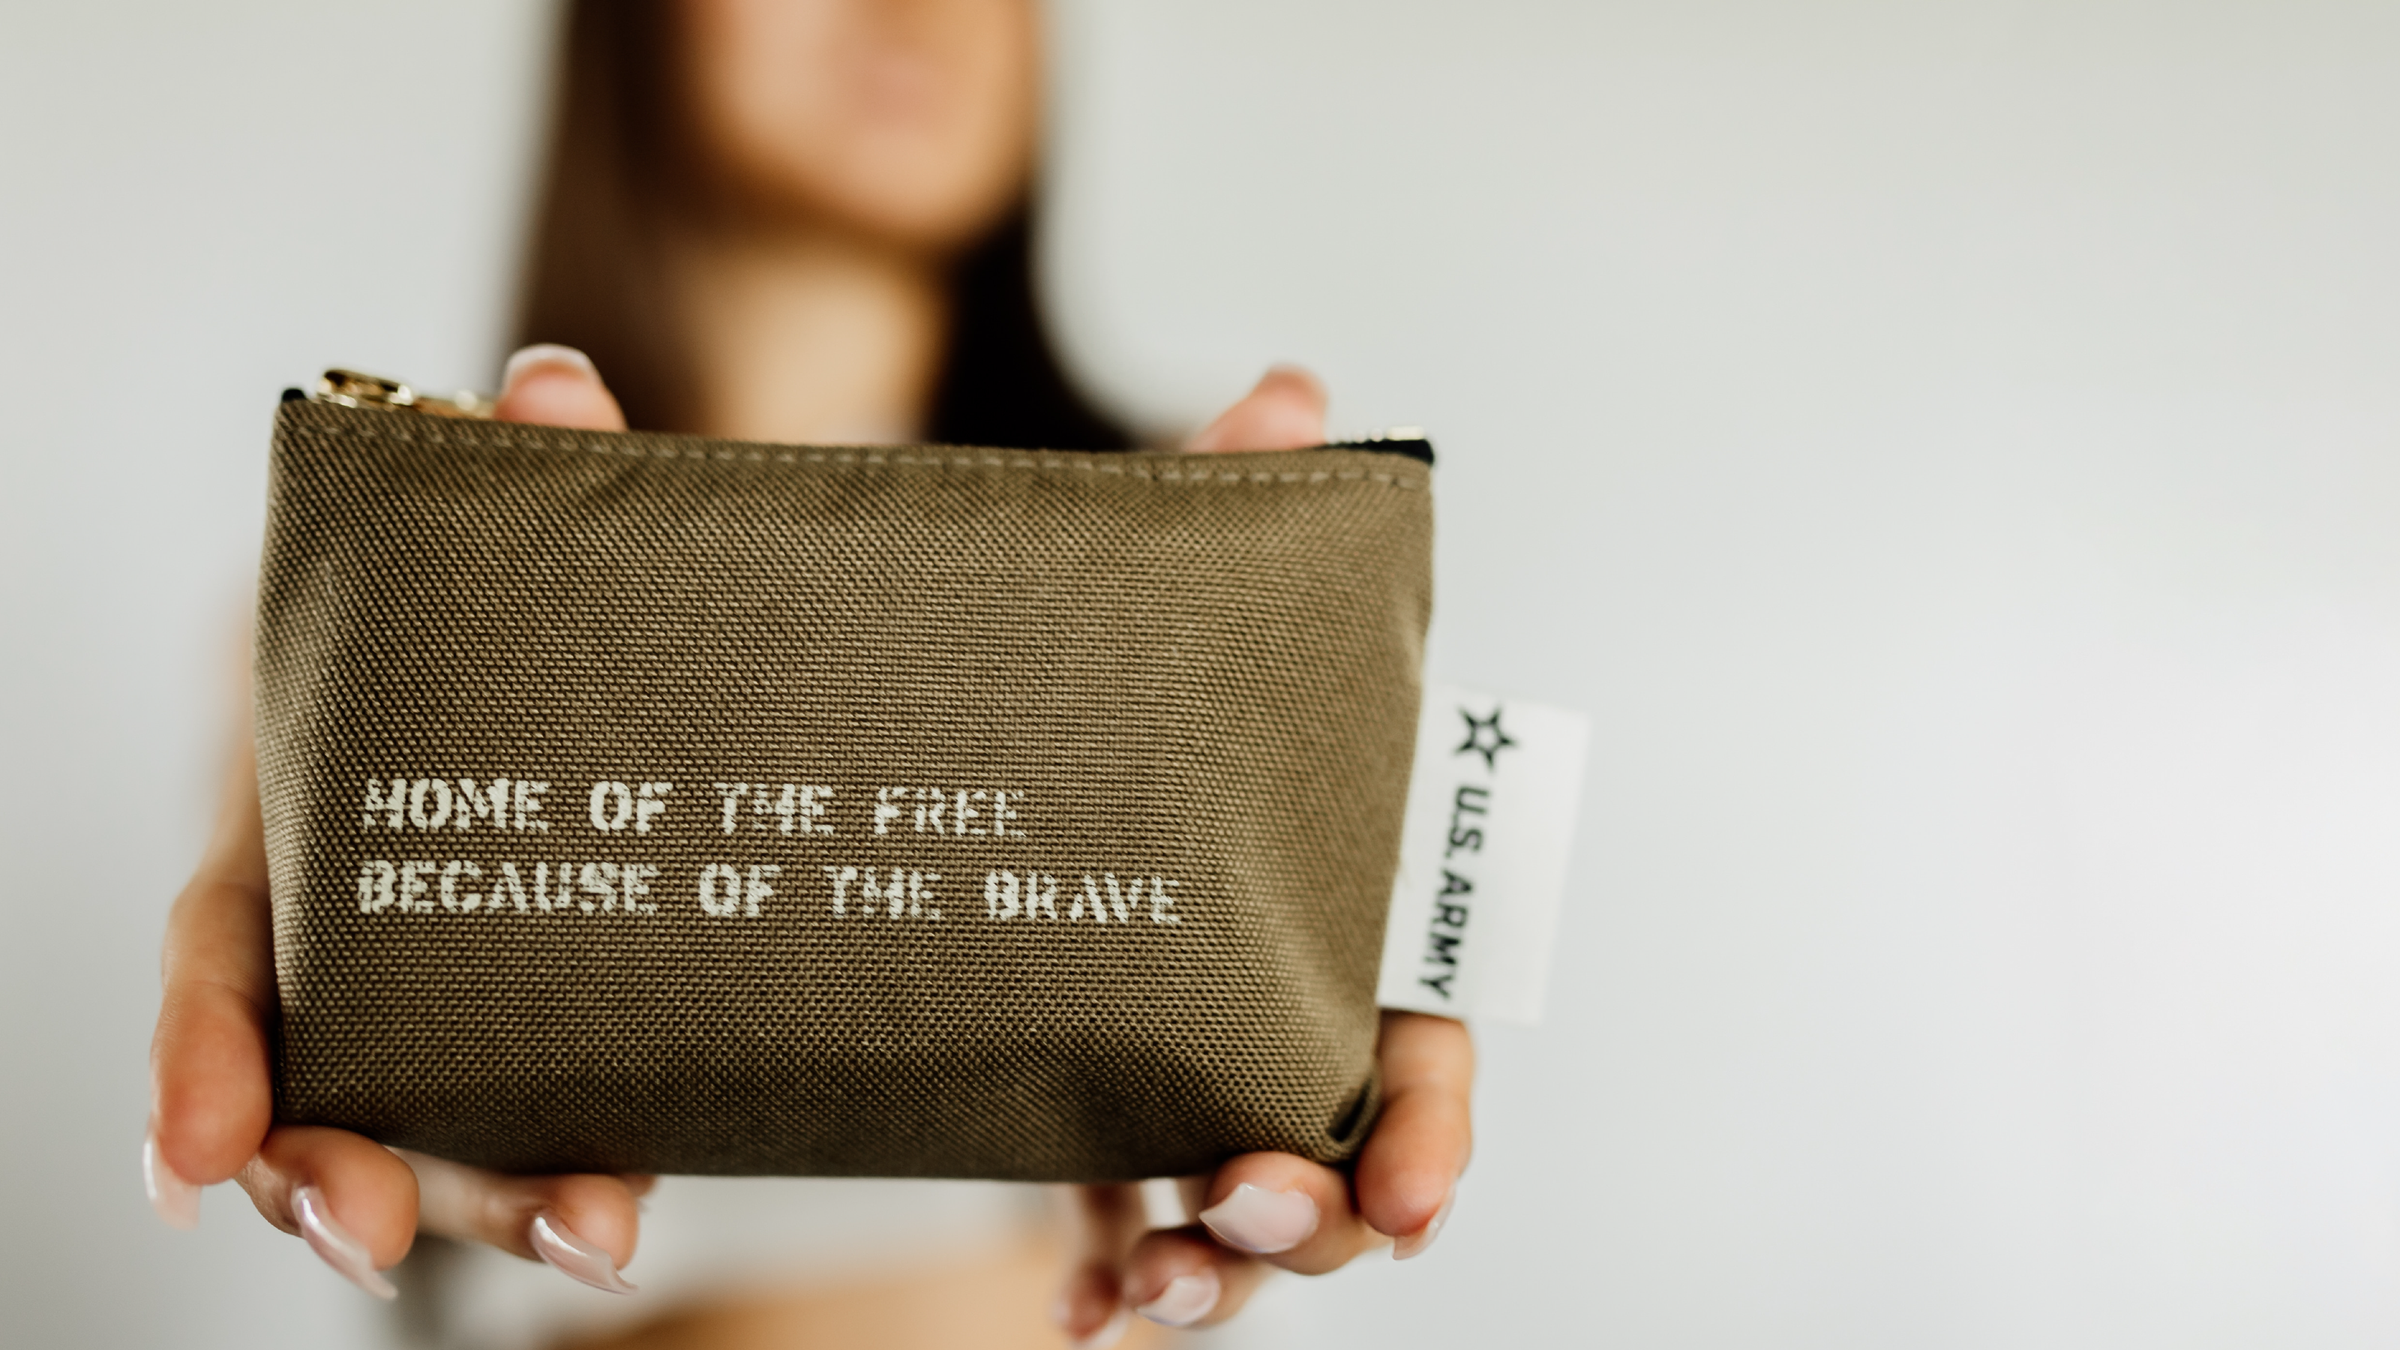 HOME OF THE FREE
BECAUSE OF THE BRAVE
U.S. ARMY